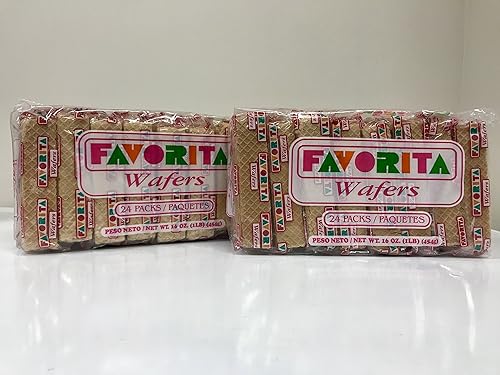 FAVORITA
Wafers
24 PACKS / PAQUETES
PESO NETO / NET WT. 16 OZ. (1LB) (454g)
FAVORITA
Wafers
24 PACKS / PAQUETES
PESO NETO / NET WT. 16 OZ. (1LB) (454g)